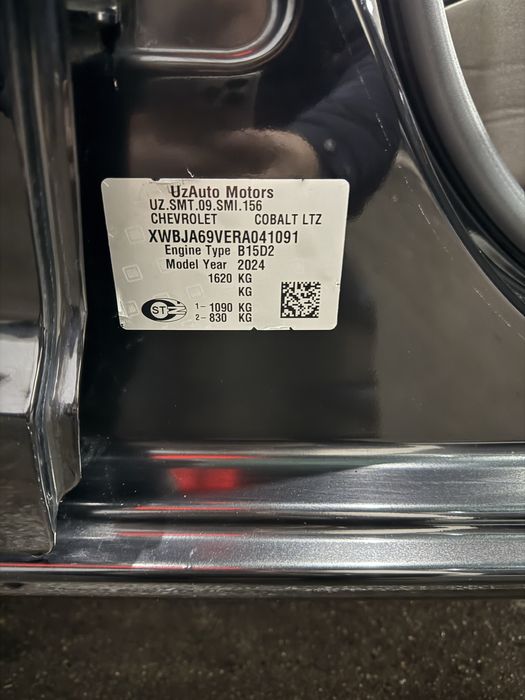 UzAuto Motors
UZ.SMT.09.SMI.156
CHEVROLET COBALT LTZ
XWBJA69VERA041091
Engine Type B15D2
Model Year 2024
1620 KG
KG
1- 1090 KG
2- 830 KG
ST